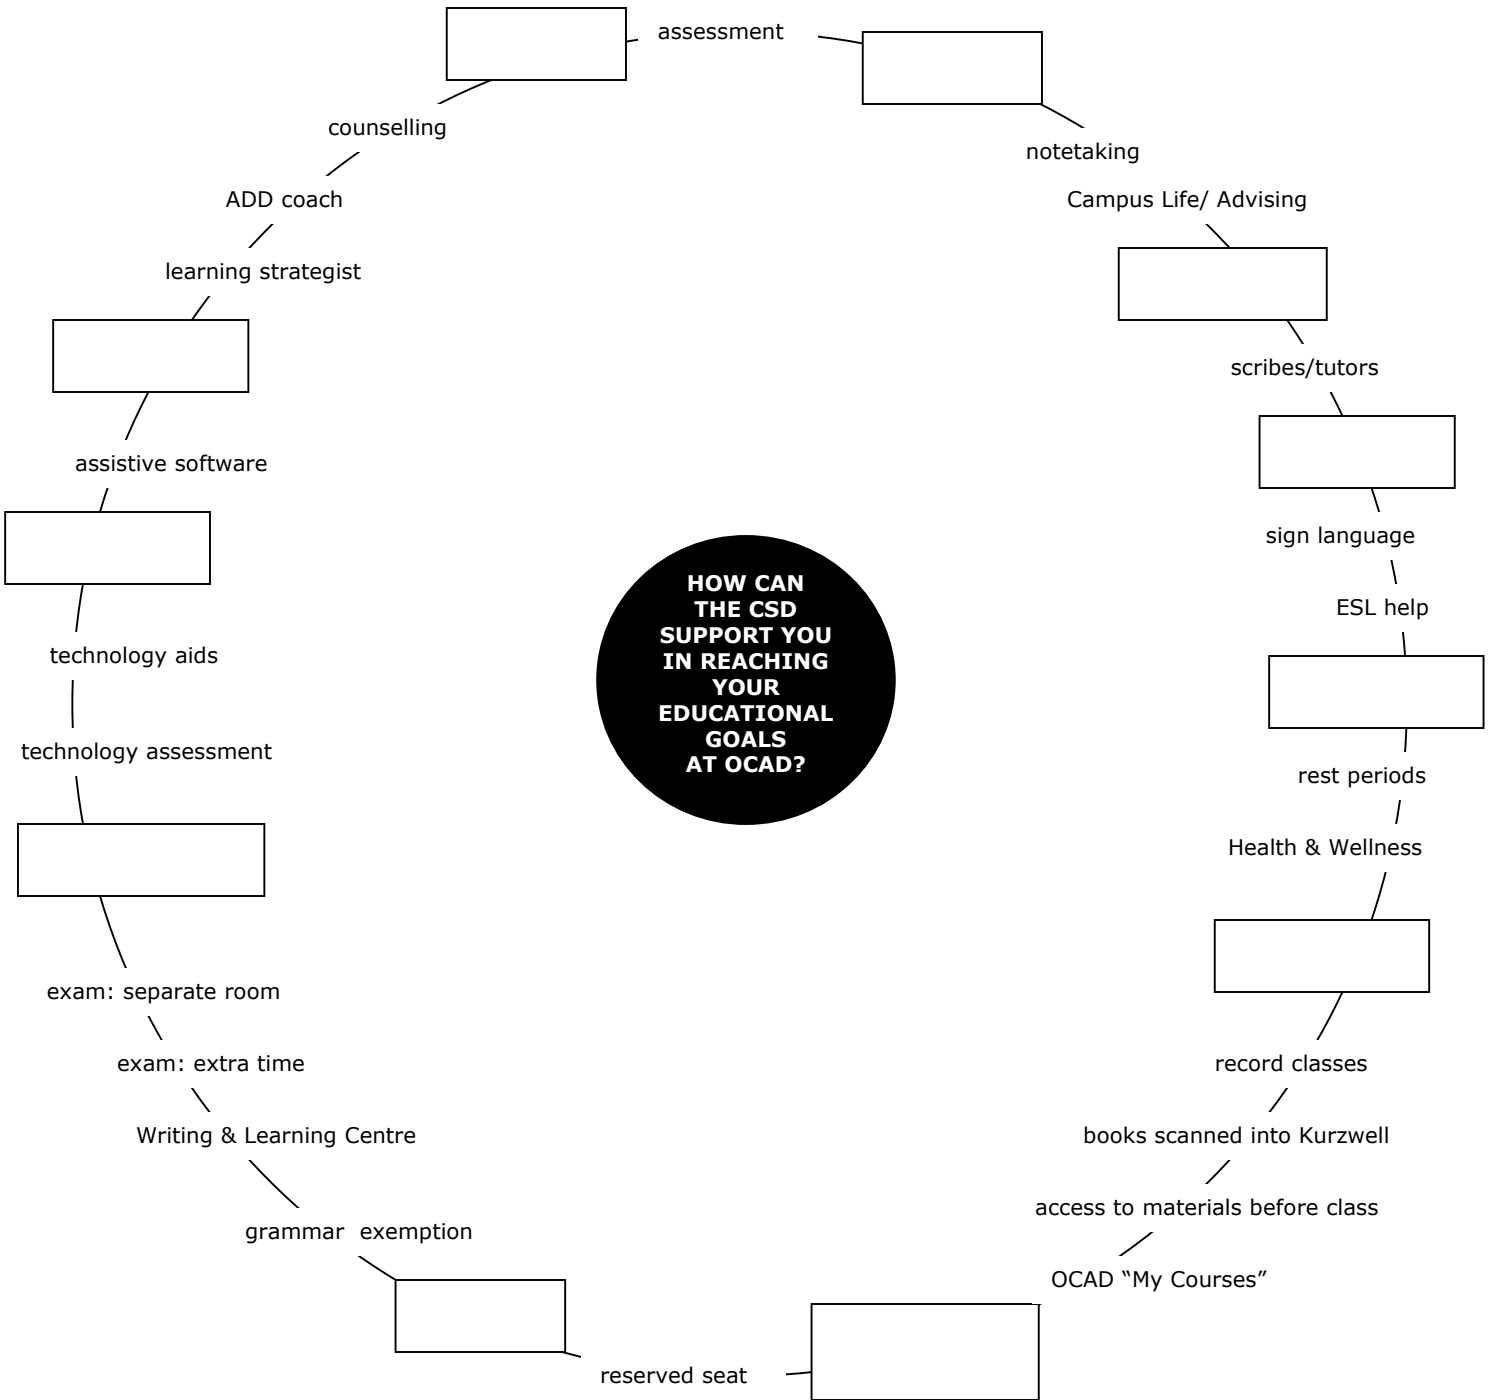 assessment
counselling
notetaking
ADD coach
Campus Life/ Advising
learning strategist
scribes/tutors
assistive software
sign language
HOW CAN
THE CSD
SUPPORT YOU
IN REACHING
YOUR
EDUCATIONAL
GOALS
AT OCAD?
ESL help
technology aids
technology assessment
rest periods
Health & Wellness
exam: separate room
exam: extra time
record classes
Writing & Learning Centre
books scanned into Kurzwell
access to materials before class
grammar  exemption
OCAD “My Courses”
reserved seat